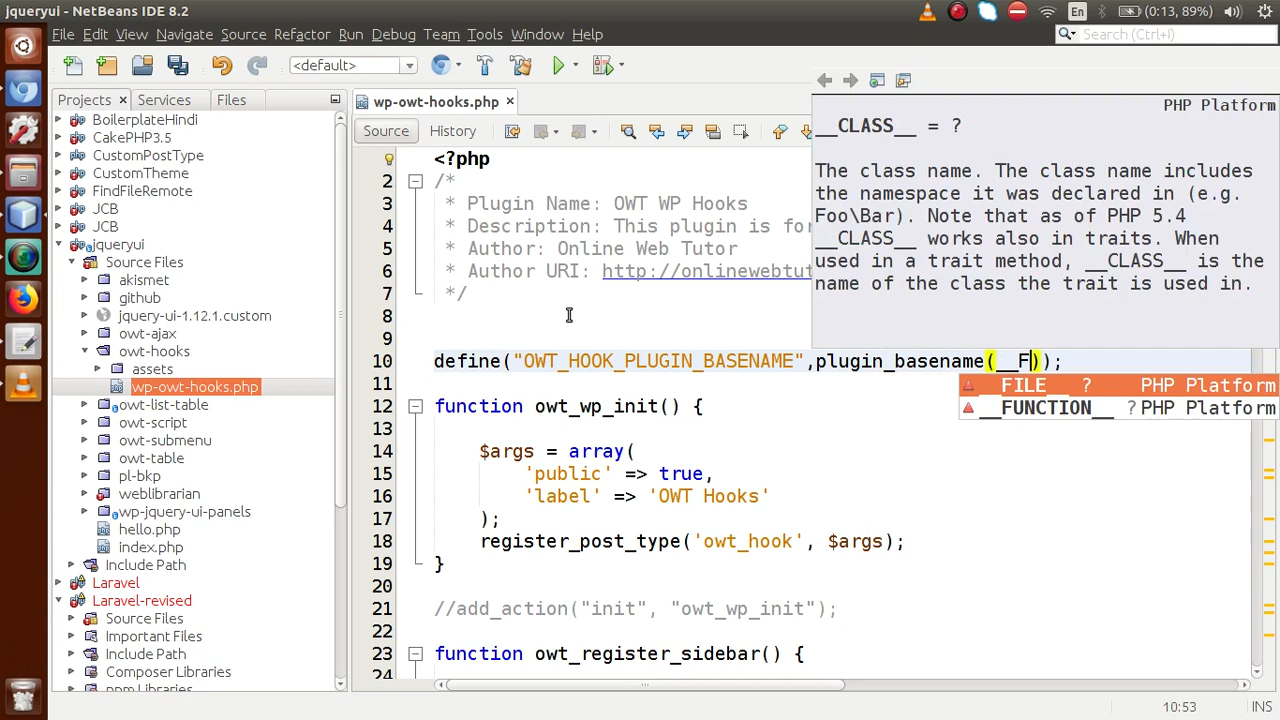 jqueryui - NetBeans IDE 8.2
En
(0:13, 89%)
File Edit View Navigate Source Refactor Run Debug Team Tools Window Help
Search (Ctrl+I)
<default>
Projects Services Files
BoilerplateHindi
CakePHP3.5
CustomPostType
CustomTheme
FindFileRemote
JCB
JCB
jqueryui
Source Files
akismet
github
jquery-ui-1.12.1.custom
owt-ajax
owt-hooks
assets
wp-owt-hooks.php
owt-list-table
owt-script
owt-submenu
owt-table
pl-bkp
weblibrarian
wp-jquery-ui-panels
hello.php
index.php
Include Path
Laravel
Laravel-revised
Source Files
Important Files
Include Path
Composer Libraries
npm Libraries
wp-owt-hooks.php
Source History
<?php
2 /*
3 * Plugin Name: OWT WP Hooks
4 * Description: This plugin is for
5 * Author: Online Web Tutor
6 * Author URI: http://onlinewebtut
7 */
8
9
10 define("OWT_HOOK_PLUGIN_BASENAME",plugin_basename(__F));
11
12 function owt_wp_init() {
13
14 $args = array(
15 'public' => true,
16 'label' => 'OWT Hooks'
17 );
18 register_post_type('owt_hook', $args);
19 }
20
21 //add_action("init", "owt_wp_init");
22
23 function owt_register_sidebar() {
24
PHP Platform
__CLASS__ = ?
The class name. The class name includes
the namespace it was declared in (e.g.
Foo\Bar). Note that as of PHP 5.4
__CLASS__ works also in traits. When
used in a trait method, __CLASS__ is the
name of the class the trait is used in.
__FILE__ ? PHP Platform
__FUNCTION__ ? PHP Platform
10:53 INS